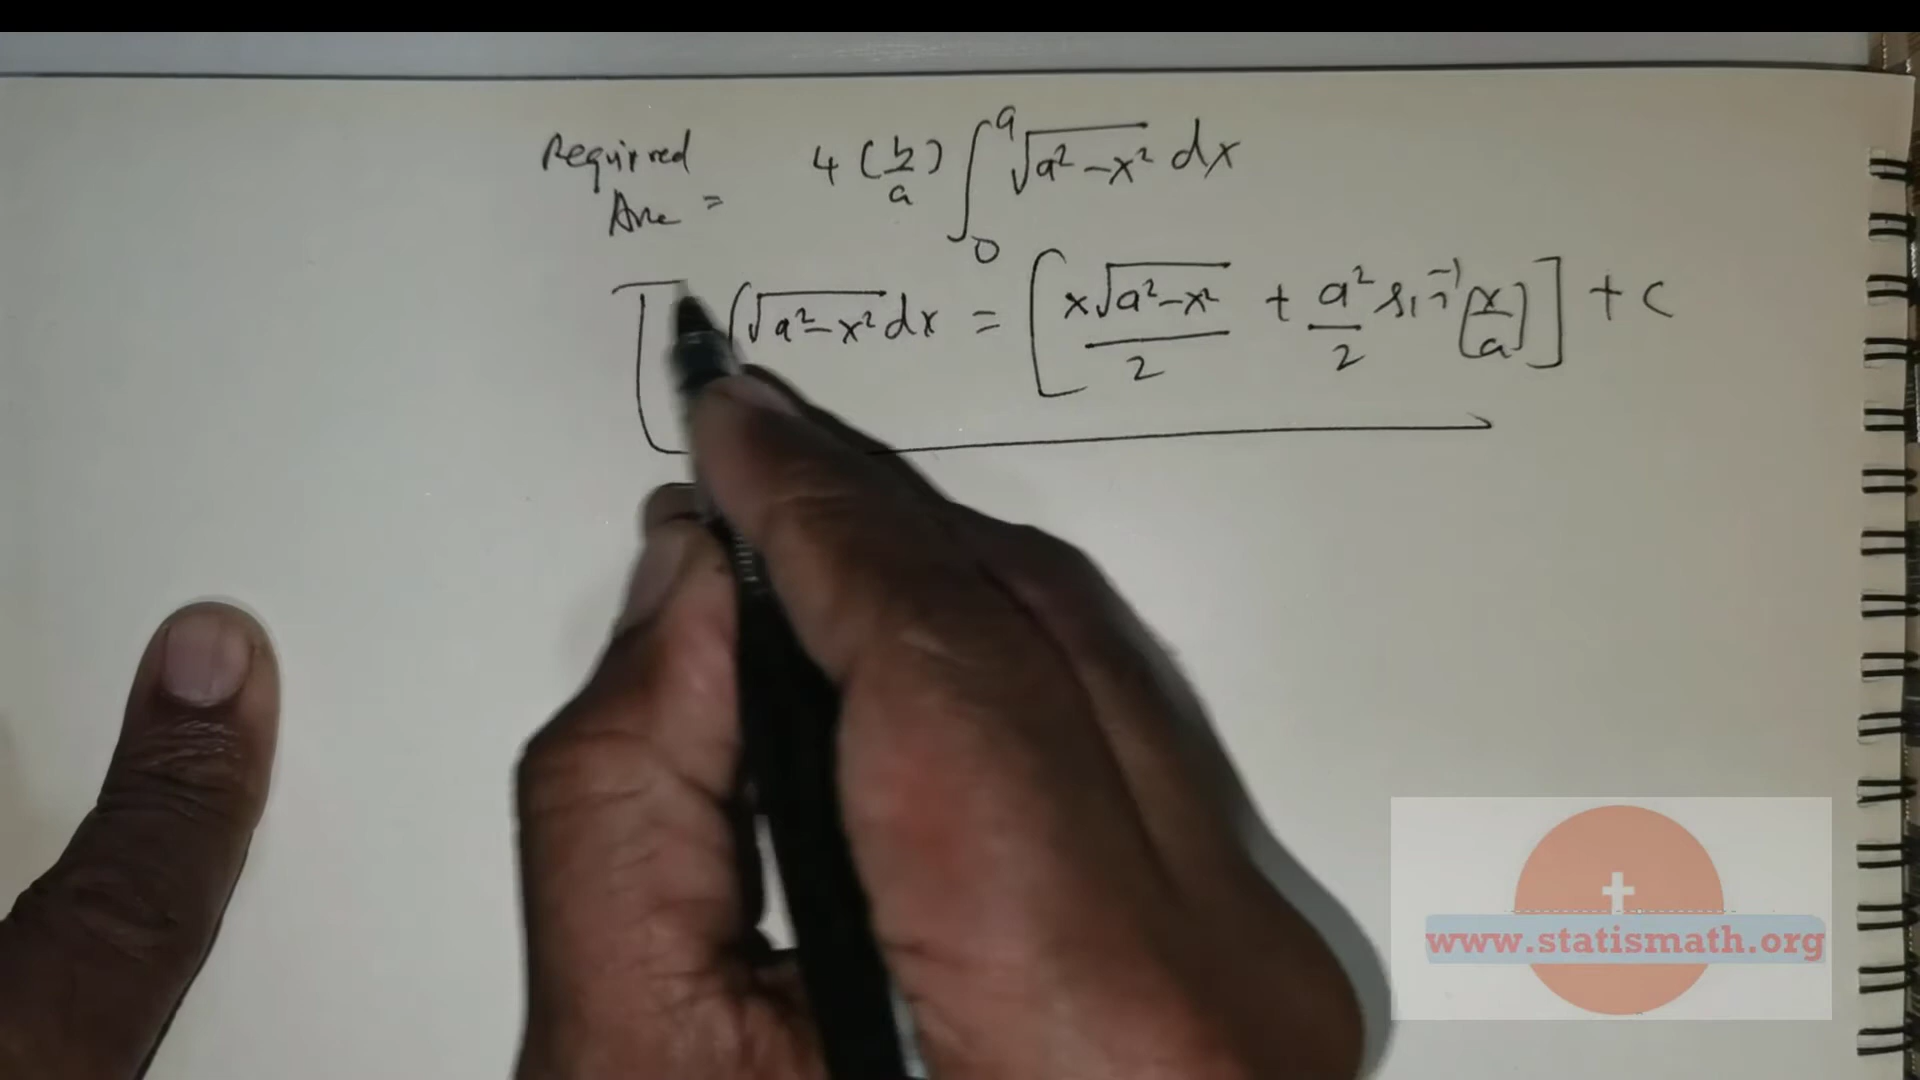 Required 4 (b/a) ∫₀ᵃ √(a²-x²) dx
Are =
∫√(a²-x²) dx = [x√(a²-x²)/2 + a²/2 sin⁻¹(x/a)] + c
www.statismath.org